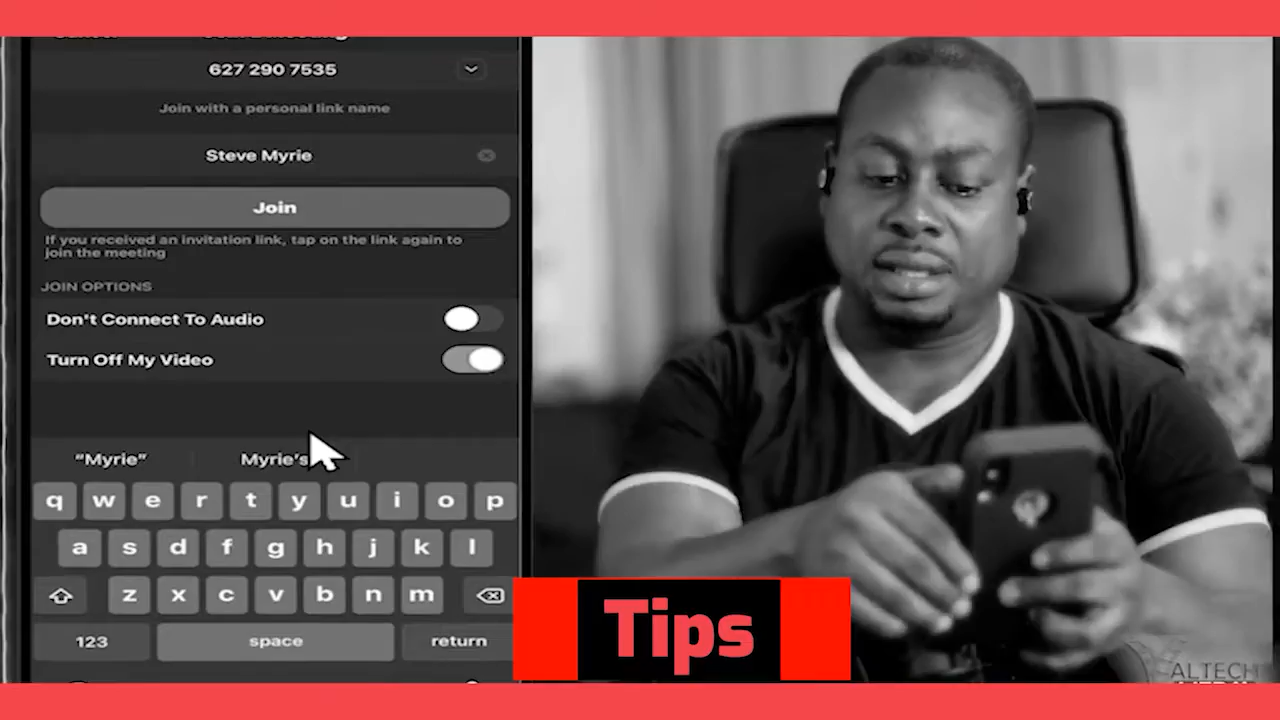 627 290 7535
Join with a personal link name
Steve Myrie
Join
If you received an invitation link, tap on the link again to
join the meeting
JOIN OPTIONS
Don't Connect To Audio
Turn Off My Video
“Myrie” Myrie's
q w e r t y u i o p
a s d f g h j k l
z x c v b n m
123 space return
Tips
ALTECH